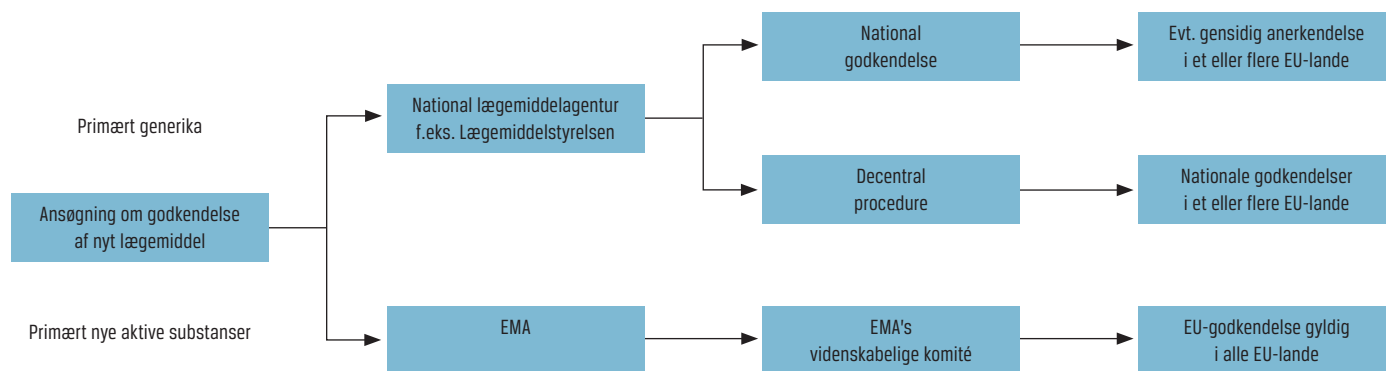 Primært generika
Ansøgning om godkendelse
af nyt lægemiddel
Primært nye aktive substanser
National lægemiddelagentur
f.eks. Lægemiddelstyrelsen
National
godkendelse
Evt. gensidig anerkendelse
i et eller flere EU-lande
Decentral
procedure
Nationale godkendelser
i et eller flere EU-lande
EMA
EMA's
videnskabelige komité
EU-godkendelse gyldig
i alle EU-lande